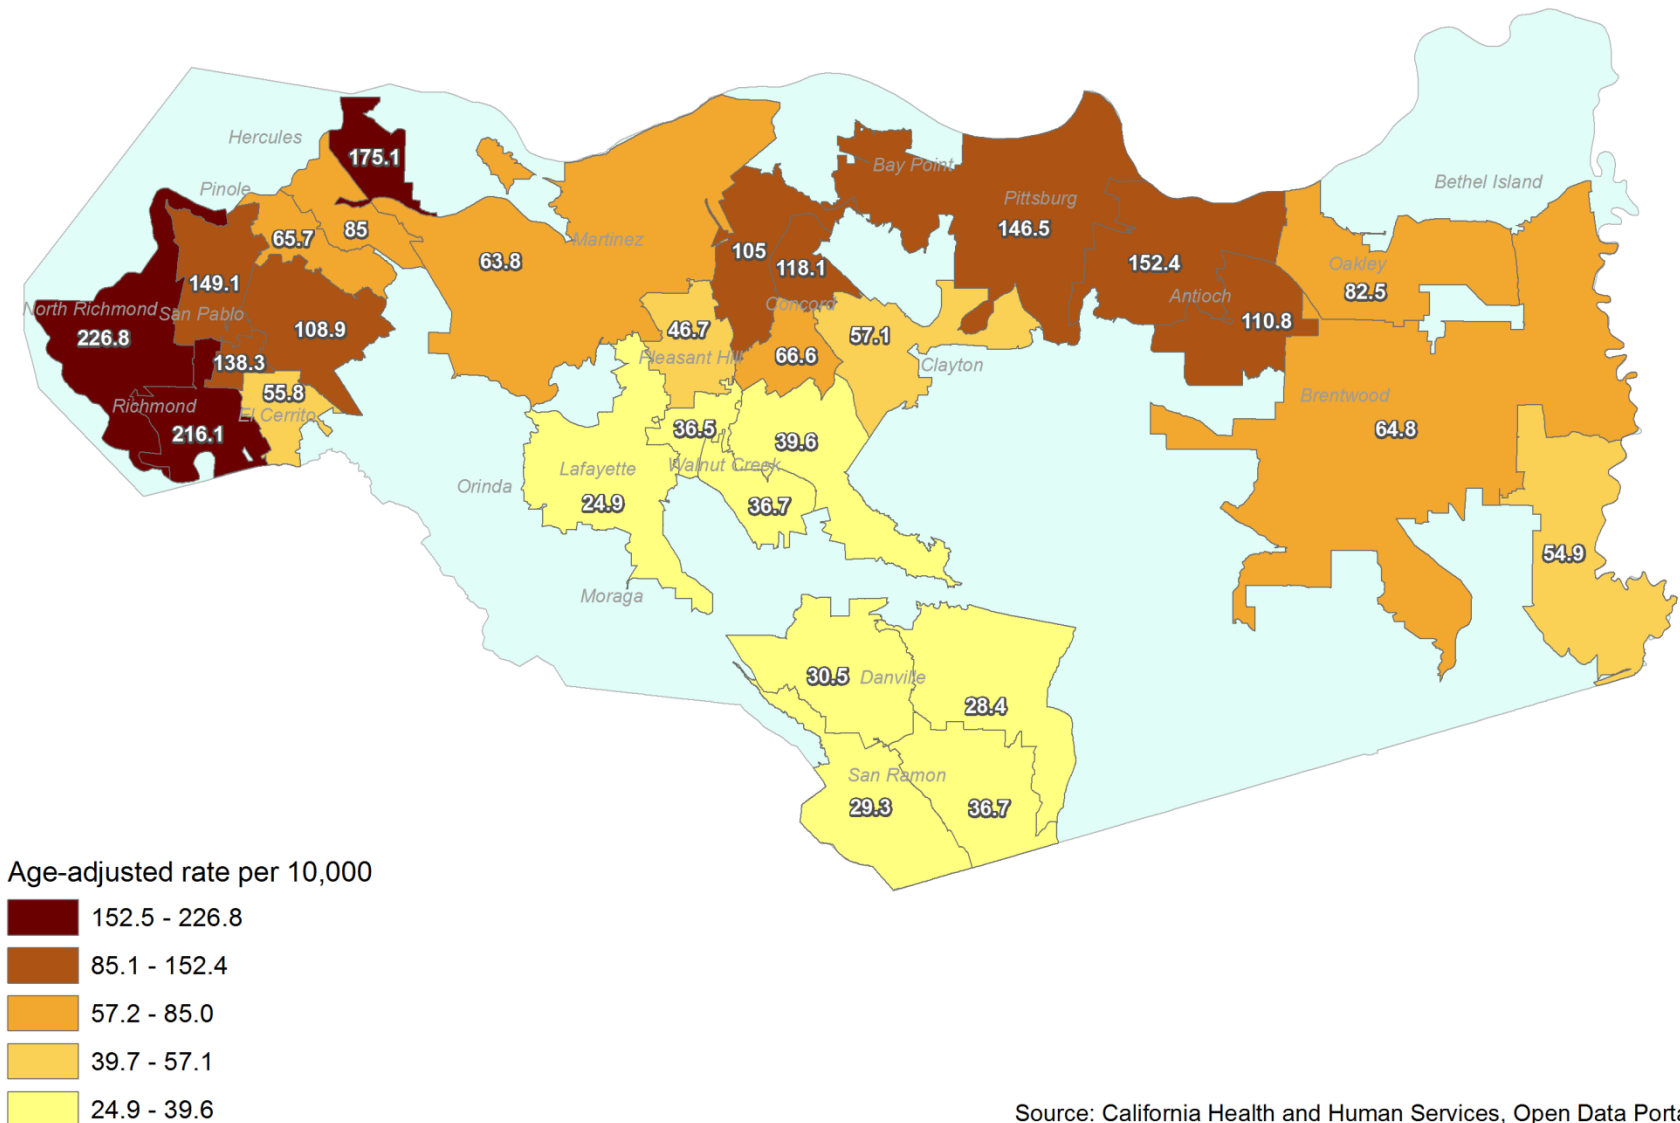 Hercules
175.1
Bay Point
Bethel Island
Pinole
Pittsburg
65.7
85
146.5
Martinez
105
63.8
118.1
152.4
Oakley
149.1
82.5
North Richmond
San Pablo
Concord
Antioch
226.8
108.9
46.7
57.1
110.8
138.3
Pleasant Hill
66.6
Clayton
55.8
Brentwood
Richmond
El Cerrito
216.1
36.5
39.6
64.8
Lafayette
Walnut Creek
Orinda
24.9
36.7
54.9
Moraga
30.5
Danville
28.4
San Ramon
29.3
36.7
Age-adjusted rate per 10,000
152.5 - 226.8
85.1 - 152.4
57.2 - 85.0
39.7 - 57.1
24.9 - 39.6
Source: California Health and Human Services, Open Data Porta